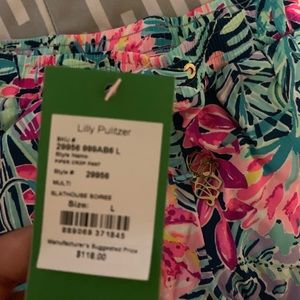 Lilly Pulitzer
SKU #
29956 999AB6 L
Style Name:
PIPER CROP PANT
Style # 29956
MULTI
SLATHOUSE SOIREE
Size: L
889069 371845
Manufacturer's Suggested Price
$118.00